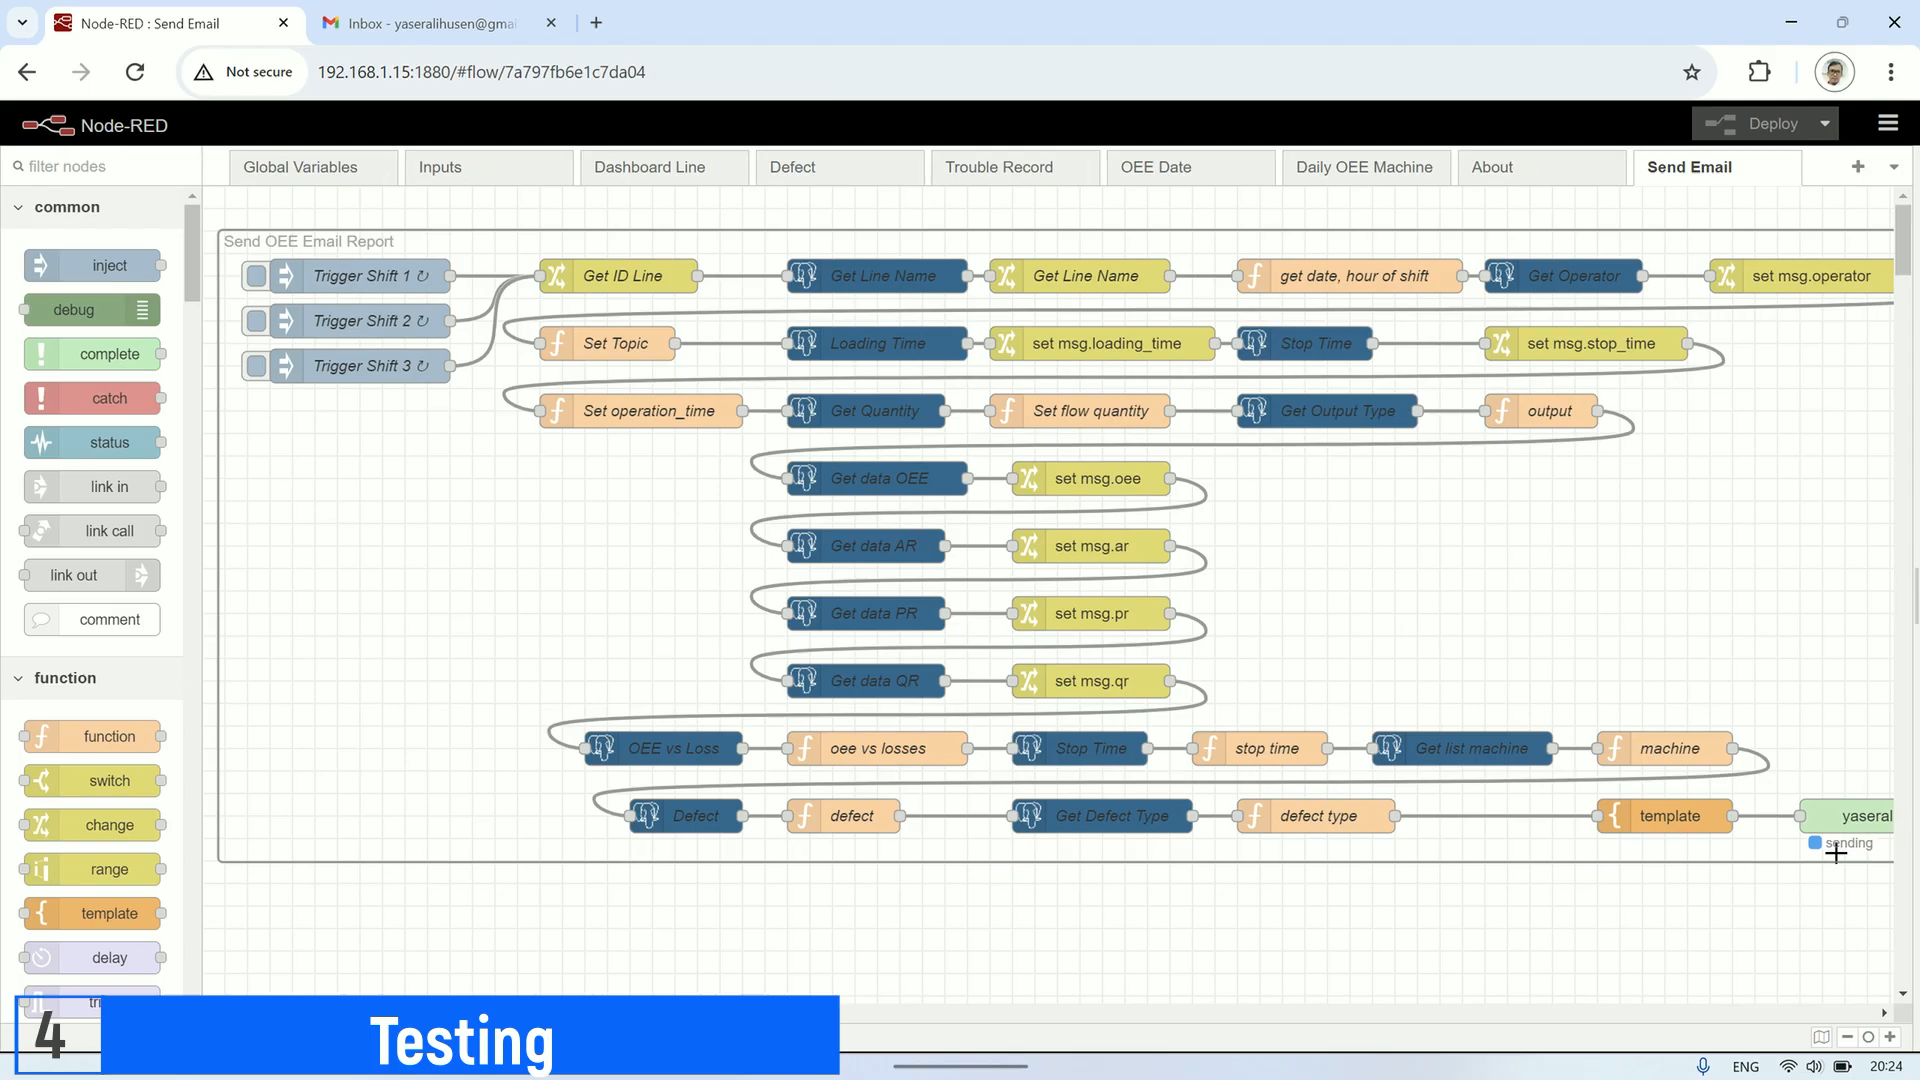 Node-RED : Send Email
Inbox - yaseralihusen@gma
Not secure
192.168.1.15:1880/#flow/7a797fb6e1c7da04
Node-RED
Deploy
filter nodes
Global Variables
Inputs
Dashboard Line
Defect
Trouble Record
OEE Date
Daily OEE Machine
About
Send Email
common
inject
debug
complete
catch
status
link in
link call
link out
comment
function
function
switch
change
range
template
delay
Send OEE Email Report
Trigger Shift 1 ↻
Get ID Line
Get Line Name
Get Line Name
get date, hour of shift
Get Operator
set msg.operator
Trigger Shift 2 ↻
Set Topic
Loading Time
set msg.loading_time
Stop Time
set msg.stop_time
Trigger Shift 3 ↻
Set operation_time
Get Quantity
Set flow quantity
Get Output Type
output
Get data OEE
set msg.oee
Get data AR
set msg.ar
Get data PR
set msg.pr
Get data QR
set msg.qr
OEE vs Loss
oee vs losses
Stop Time
stop time
Get list machine
machine
Defect
defect
Get Defect Type
defect type
template
yaseral
sending
4
Testing
ENG
20:24